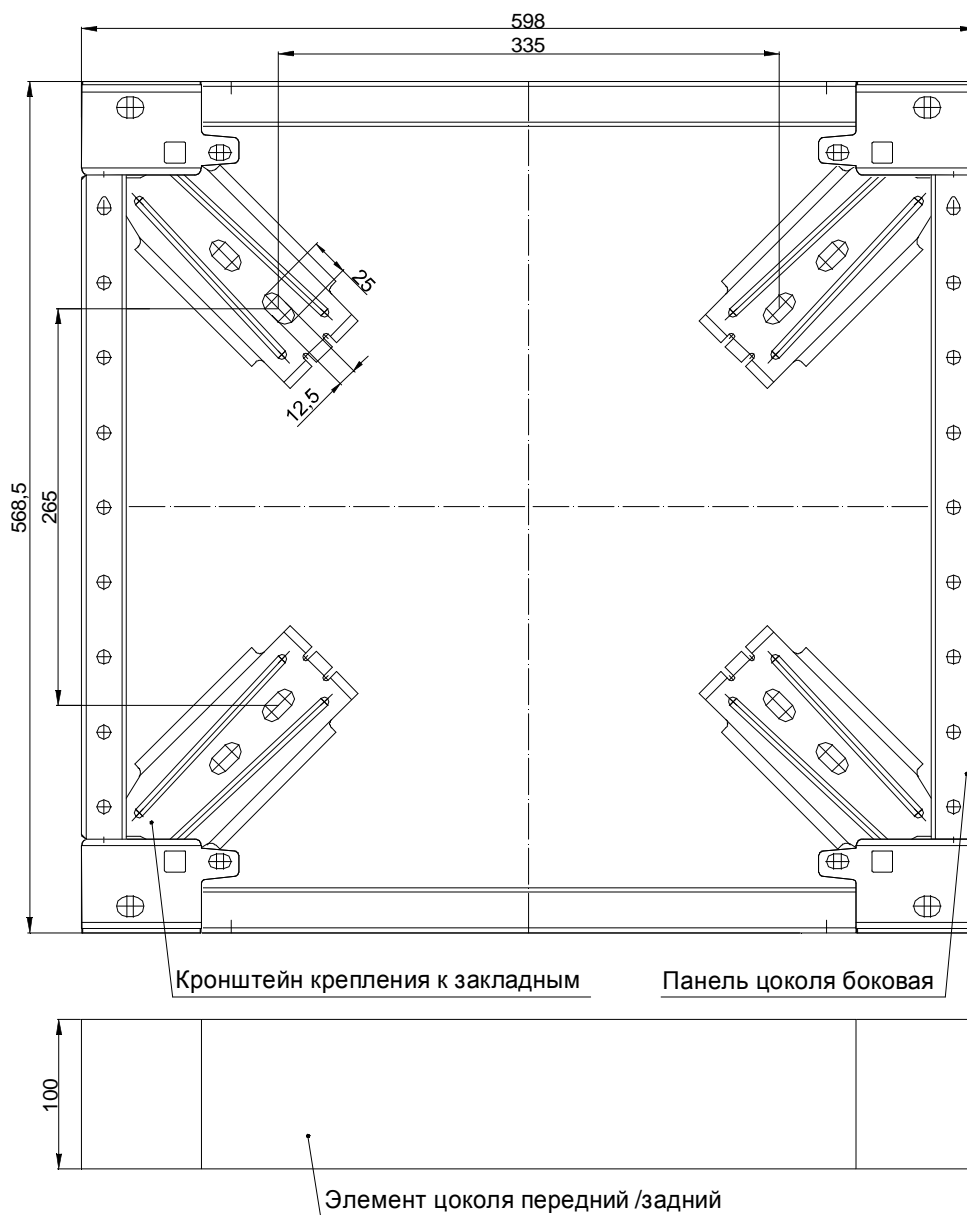 598
335
25
12,5
568,5
265
Кронштейн крепления к закладным
Панель цоколя боковая
100
Элемент цоколя передний /задний